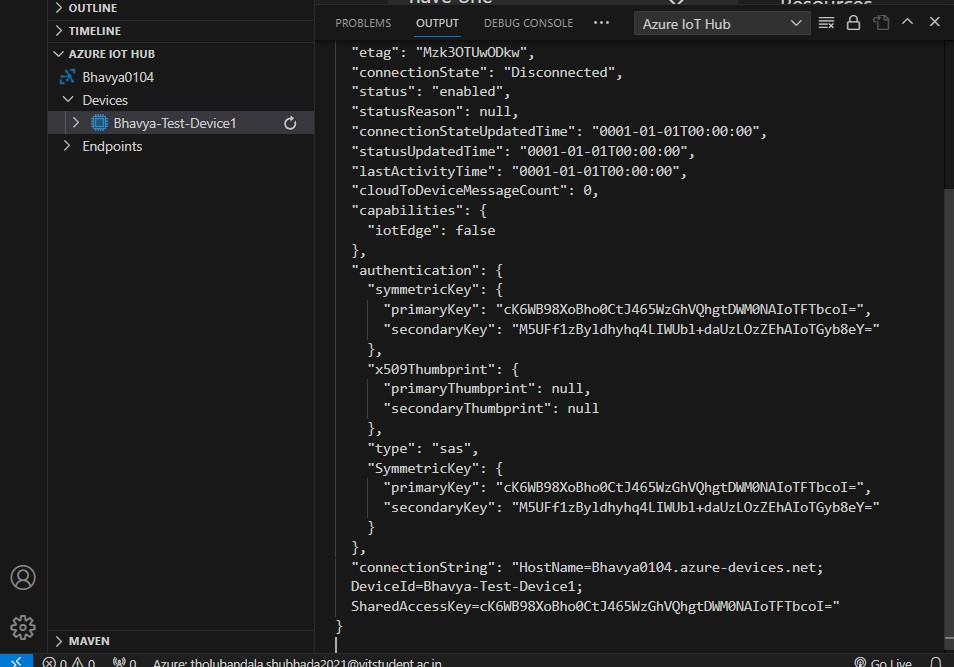 OUTLINE
TIMELINE
AZURE IOT HUB
Bhavya0104
Devices
Bhavya-Test-Device1
Endpoints
MAVEN
PROBLEMS OUTPUT DEBUG CONSOLE ··· Azure IoT Hub
"etag": "Mzk3OTUwODkw",
"connectionState": "Disconnected",
"status": "enabled",
"statusReason": null,
"connectionStateUpdatedTime": "0001-01-01T00:00:00",
"statusUpdatedTime": "0001-01-01T00:00:00",
"lastActivityTime": "0001-01-01T00:00:00",
"cloudToDeviceMessageCount": 0,
"capabilities": {
"iotEdge": false
},
"authentication": {
"symmetricKey": {
"primaryKey": "cK6WB98XoBho0CtJ465WzGhVQhgtDWM0NAIoTFTbcoI=",
"secondaryKey": "M5UFf1zByldhyhq4LIWUbl+daUzLOzZEhAIoTGyb8eY="
},
"x509Thumbprint": {
"primaryThumbprint": null,
"secondaryThumbprint": null
},
"type": "sas",
"SymmetricKey": {
"primaryKey": "cK6WB98XoBho0CtJ465WzGhVQhgtDWM0NAIoTFTbcoI=",
"secondaryKey": "M5UFf1zByldhyhq4LIWUbl+daUzLOzZEhAIoTGyb8eY="
}
},
"connectionString": "HostName=Bhavya0104.azure-devices.net;
DeviceId=Bhavya-Test-Device1;
SharedAccessKey=cK6WB98XoBho0CtJ465WzGhVQhgtDWM0NAIoTFTbcoI="
}
0 0 0 Azure: tholubandala.shubhada2021@vitstudent.ac.in Go Live